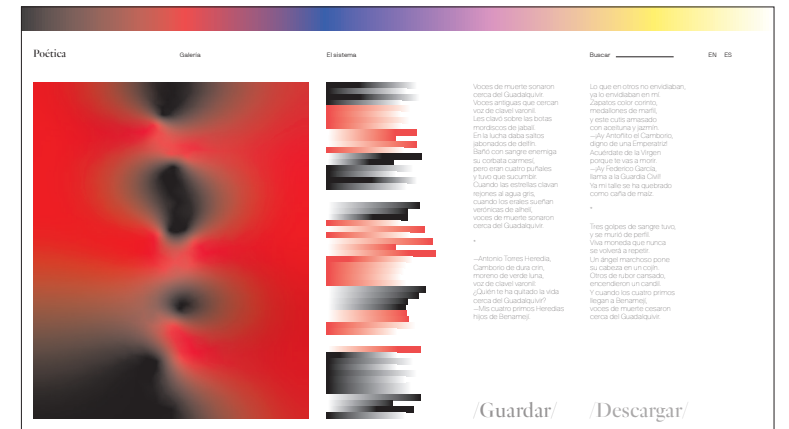 Poética
Galería
El sistema
Buscar
EN ES
Voces de muerte sonaron
cerca del Guadalquivir.
Voces antiguas que cercan
voz de clavel varonil.
Les clavó sobre las botas
mordiscos de jabalí.
En la lucha daba saltos
jabonados de delfín.
Bañó con sangre enemiga
su corbata carmesí,
pero eran cuatro puñales
y tuvo que sucumbir.
Cuando las estrellas clavan
rejones al agua gris,
cuando los erales sueñan
verónicas de alhelí,
voces de muerte sonaron
cerca del Guadalquivir.
*
—Antonio Torres Heredia,
Camborio de dura crin,
moreno de verde luna,
voz de clavel varonil:
¿Quién te ha quitado la vida
cerca del Guadalquivir?
—Mis cuatro primos Heredias
hijos de Benamejí.
Lo que en otros no envidiaban,
ya lo envidiaban en mí.
Zapatos color corinto,
medallones de marfil,
y este cutis amasado
con aceituna y jazmín.
—¡Ay Antoñito el Camborio,
digno de una Emperatriz!
Acuérdate de la Virgen
porque te vas a morir.
—¡Ay Federico García,
llama a la Guardia Civil!
Ya mi talle se ha quebrado
como caña de maíz.
*
Tres golpes de sangre tuvo,
y se murió de perfil.
Viva moneda que nunca
se volverá a repetir.
Un ángel marchoso pone
su cabeza en un cojín.
Otros de rubor cansado,
encendieron un candil.
Y cuando los cuatro primos
llegan a Benamejí,
voces de muerte cesaron
cerca del Guadalquivir.
/Guardar/
/Descargar/